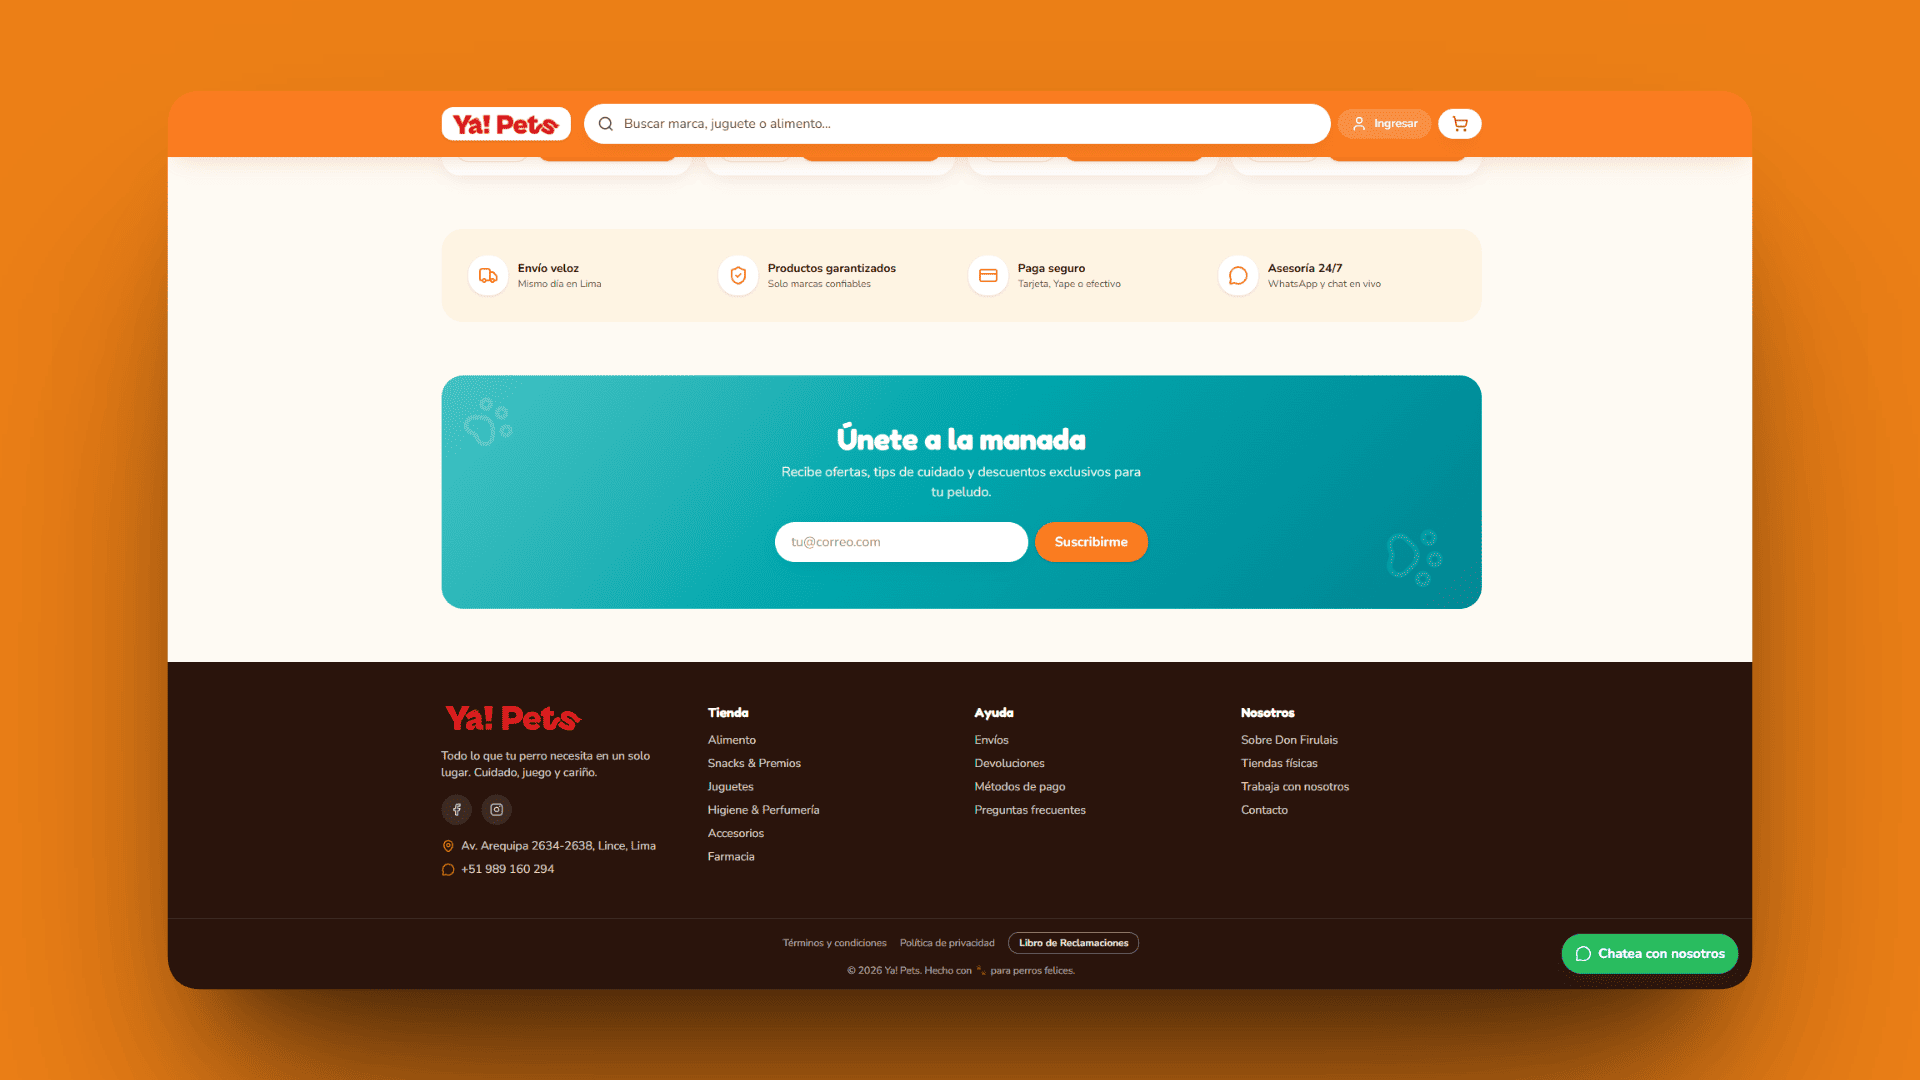 Ya! Pets
Buscar marca, juguete o alimento...
Ingresar
Envío veloz
Mismo día en Lima
Productos garantizados
Solo marcas confiables
Paga seguro
Tarjeta, Yape o efectivo
Asesoría 24/7
WhatsApp y chat en vivo
Únete a la manada
Recibe ofertas, tips de cuidado y descuentos exclusivos para
tu peludo.
tu@correo.com
Suscribirme
Ya! Pets
Todo lo que tu perro necesita en un solo
lugar. Cuidado, juego y cariño.
Av. Arequipa 2634-2638, Lince, Lima
+51 989 160 294
Tienda
Alimento
Snacks & Premios
Juguetes
Higiene & Perfumería
Accesorios
Farmacia
Ayuda
Envíos
Devoluciones
Métodos de pago
Preguntas frecuentes
Nosotros
Sobre Don Firulais
Tiendas físicas
Trabaja con nosotros
Contacto
Términos y condiciones
Política de privacidad
Libro de Reclamaciones
© 2026 Ya! Pets. Hecho con 🐾 para perros felices.
Chatea con nosotros